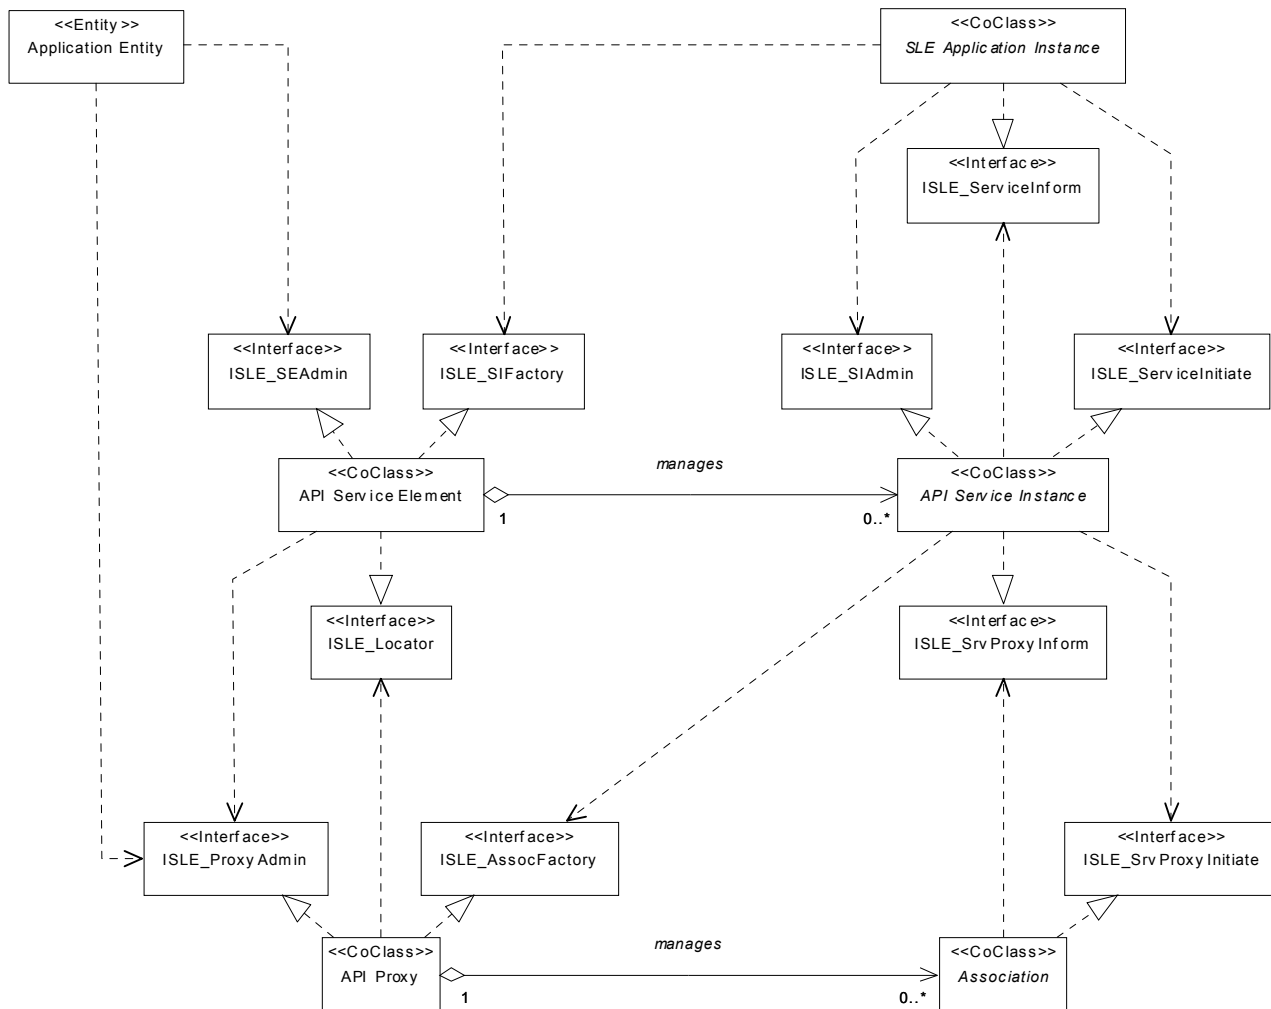 <<Entity>>
Application Entity
<<CoClass>>
SLE Application Instance
<<Interface>>
ISLE_ServiceInform
<<Interface>>
ISLE_SEAdmin
<<Interface>>
ISLE_SIFactory
<<Interface>>
ISLE_SIAdmin
<<Interface>>
ISLE_ServiceInitiate
<<CoClass>>
API Service Element
manages
1
0..*
<<CoClass>>
API Service Instance
<<Interface>>
ISLE_Locator
<<Interface>>
ISLE_SrvProxyInform
<<Interface>>
ISLE_ProxyAdmin
<<Interface>>
ISLE_AssocFactory
<<Interface>>
ISLE_SrvProxyInitiate
<<CoClass>>
API Proxy
manages
1
0..*
<<CoClass>>
Association